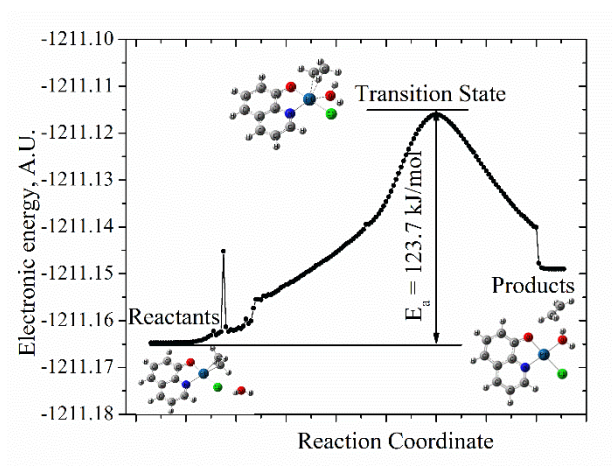 -1211.10
-1211.11
-1211.12
-1211.13
-1211.14
-1211.15
-1211.16
-1211.17
-1211.18
Electronic energy, A.U.
Transition State
E_a = 123.7 kJ/mol
Reactants
Products
Reaction Coordinate